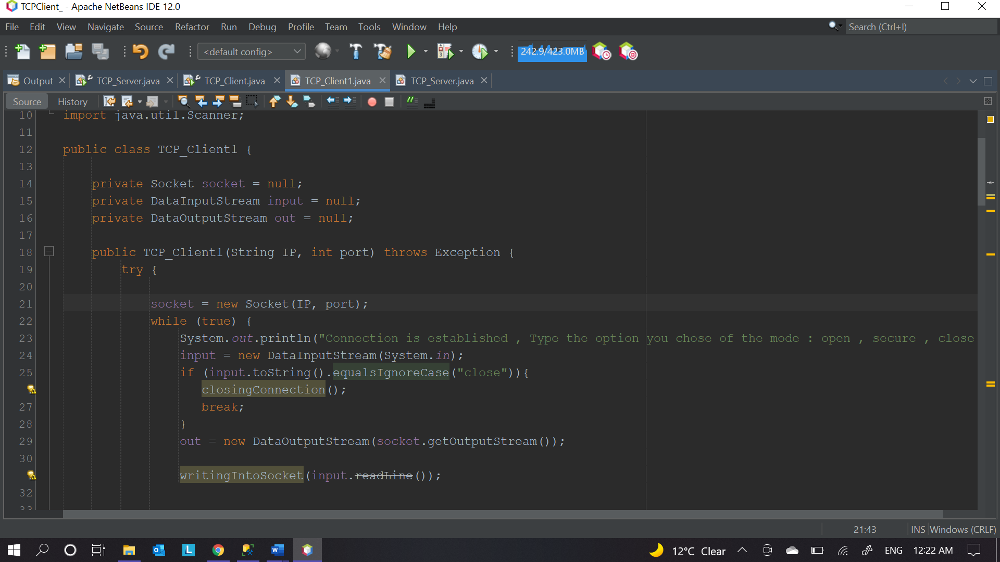 TCPClient_ - Apache NetBeans IDE 12.0
File Edit View Navigate Source Refactor Run Debug Profile Team Tools Window Help Search (Ctrl+I)
<default config> 242.9/423.0MB
Output TCP_Server.java TCP_Client.java TCP_Client1.java TCP_Server.java
Source History
10 import java.util.Scanner;
11
12 public class TCP_Client1 {
13
14 private Socket socket = null;
15 private DataInputStream input = null;
16 private DataOutputStream out = null;
17
18 public TCP_Client1(String IP, int port) throws Exception {
19 try {
20
21 socket = new Socket(IP, port);
22 while (true) {
23 System.out.println("Connection is established , Type the option you chose of the mode : open , secure , close
24 input = new DataInputStream(System.in);
25 if (input.toString().equalsIgnoreCase("close")){
closingConnection();
27 break;
28 }
29 out = new DataOutputStream(socket.getOutputStream());
30
writingIntoSocket(input.readLine());
32
33
21:43 INS Windows (CRLF)
L W 12°C Clear ENG 12:22 AM